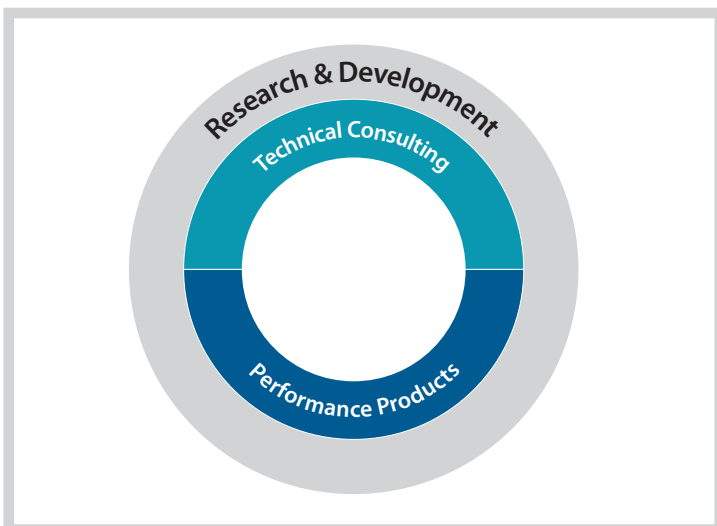 Research & Development
Technical Consulting
Performance Products